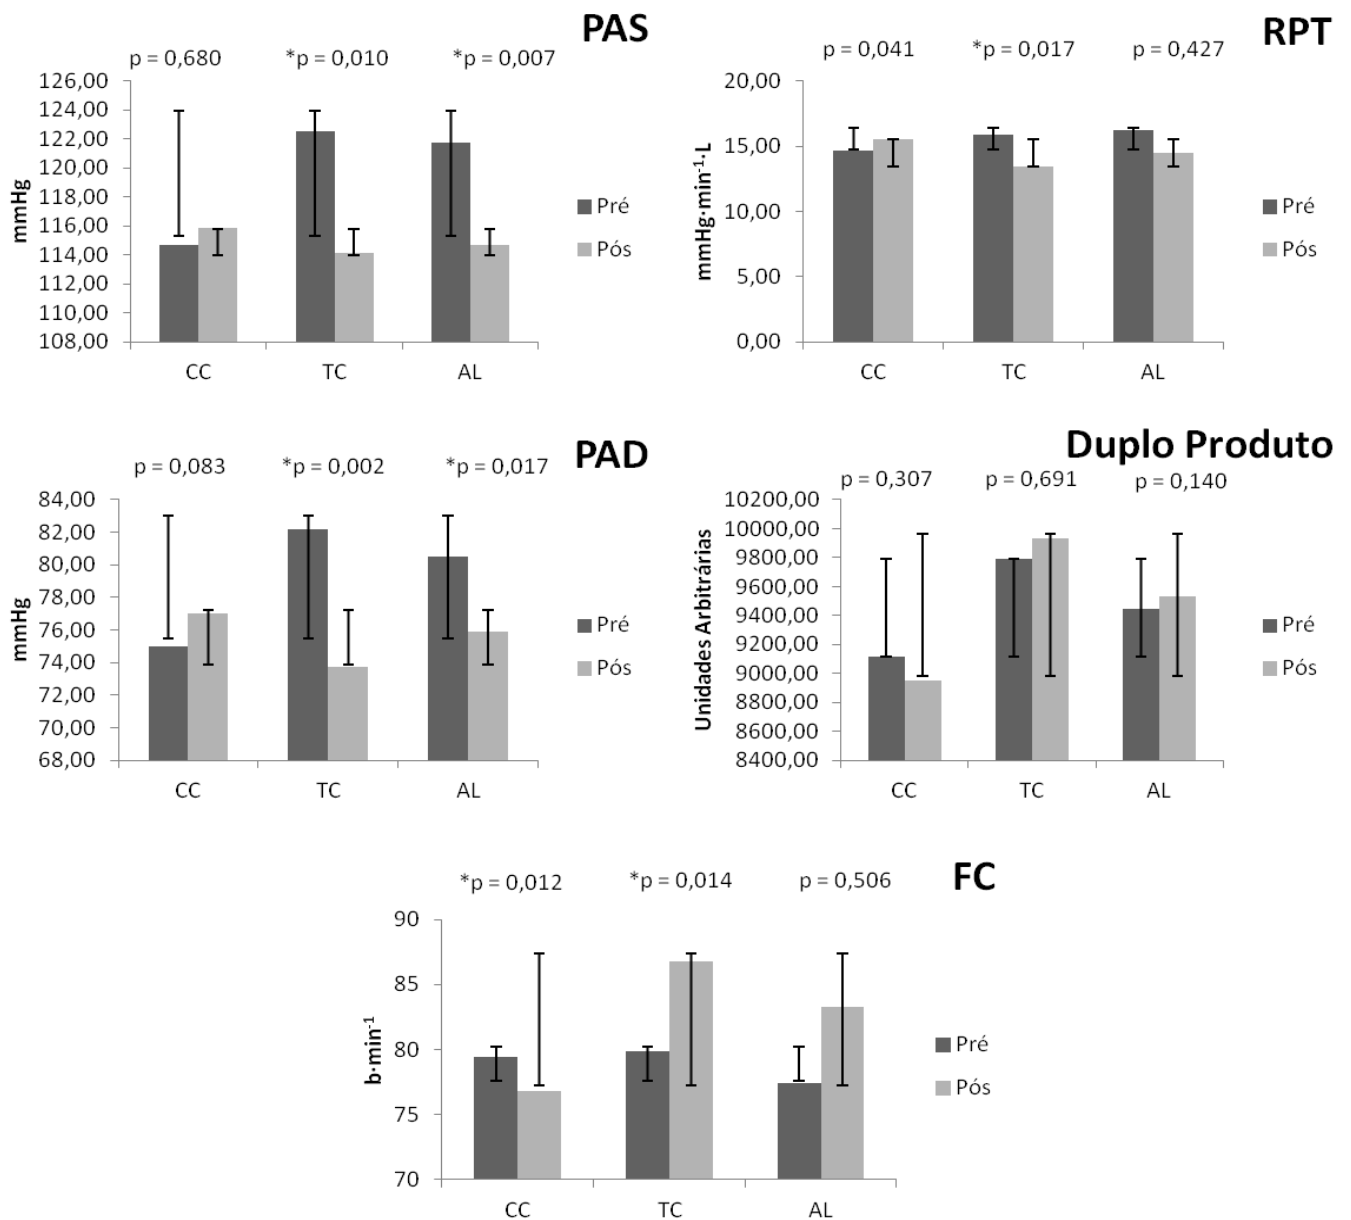 PAS
p = 0,680 *p = 0,010 *p = 0,007
126,00
124,00
122,00
120,00
118,00
116,00
114,00
112,00
110,00
108,00
mmHg
CC TC AL
Pré
Pós
RPT
p = 0,041 *p = 0,017 p = 0,427
20,00
15,00
10,00
5,00
0,00
mmHg·min⁻¹·L
CC TC AL
Pré
Pós
PAD
p = 0,083 *p = 0,002 *p = 0,017
84,00
82,00
80,00
78,00
76,00
74,00
72,00
70,00
68,00
mmHg
CC TC AL
Pré
Pós
Duplo Produto
p = 0,307 p = 0,691 p = 0,140
10200,00
10000,00
9800,00
9600,00
9400,00
9200,00
9000,00
8800,00
8600,00
8400,00
Unidades Arbitrárias
CC TC AL
Pré
Pós
FC
*p = 0,012 *p = 0,014 p = 0,506
90
85
80
75
70
b·min⁻¹
CC TC AL
Pré
Pós